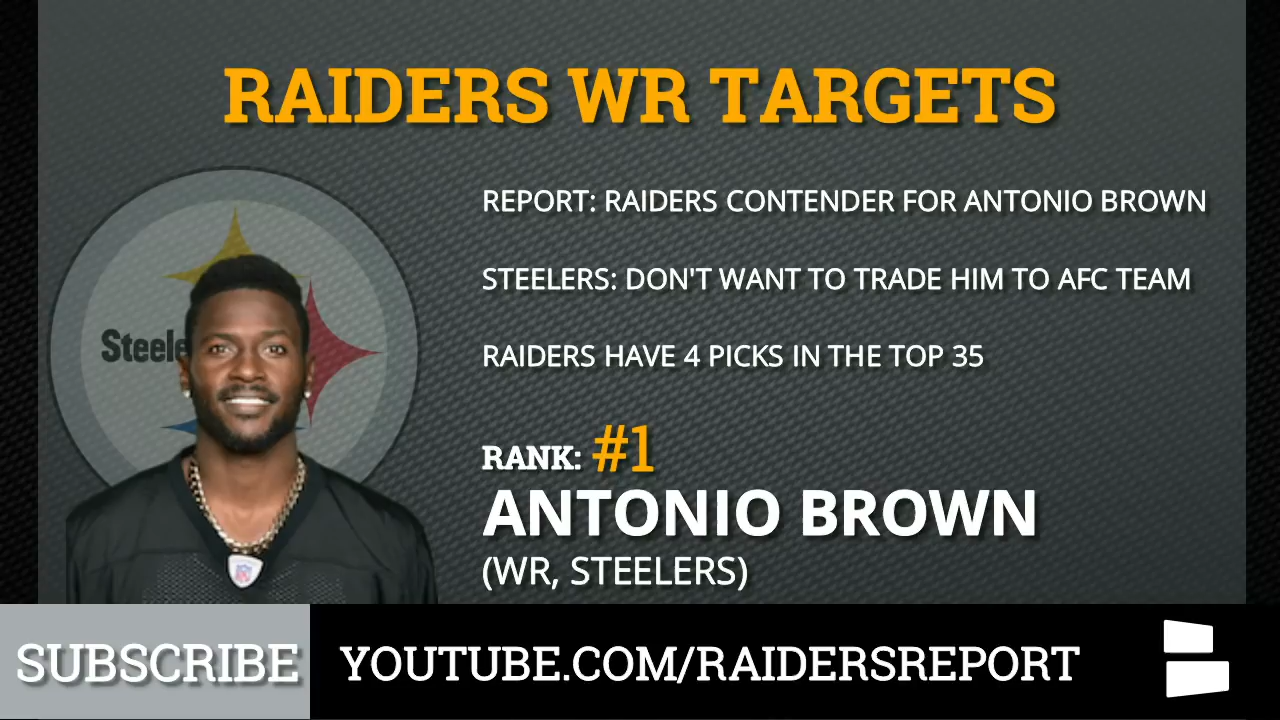 RAIDERS WR TARGETS
REPORT: RAIDERS CONTENDER FOR ANTONIO BROWN
STEELERS: DON'T WANT TO TRADE HIM TO AFC TEAM
RAIDERS HAVE 4 PICKS IN THE TOP 35
Steele
RANK: #1
ANTONIO BROWN
(WR, STEELERS)
SUBSCRIBE YOUTUBE.COM/RAIDERSREPORT